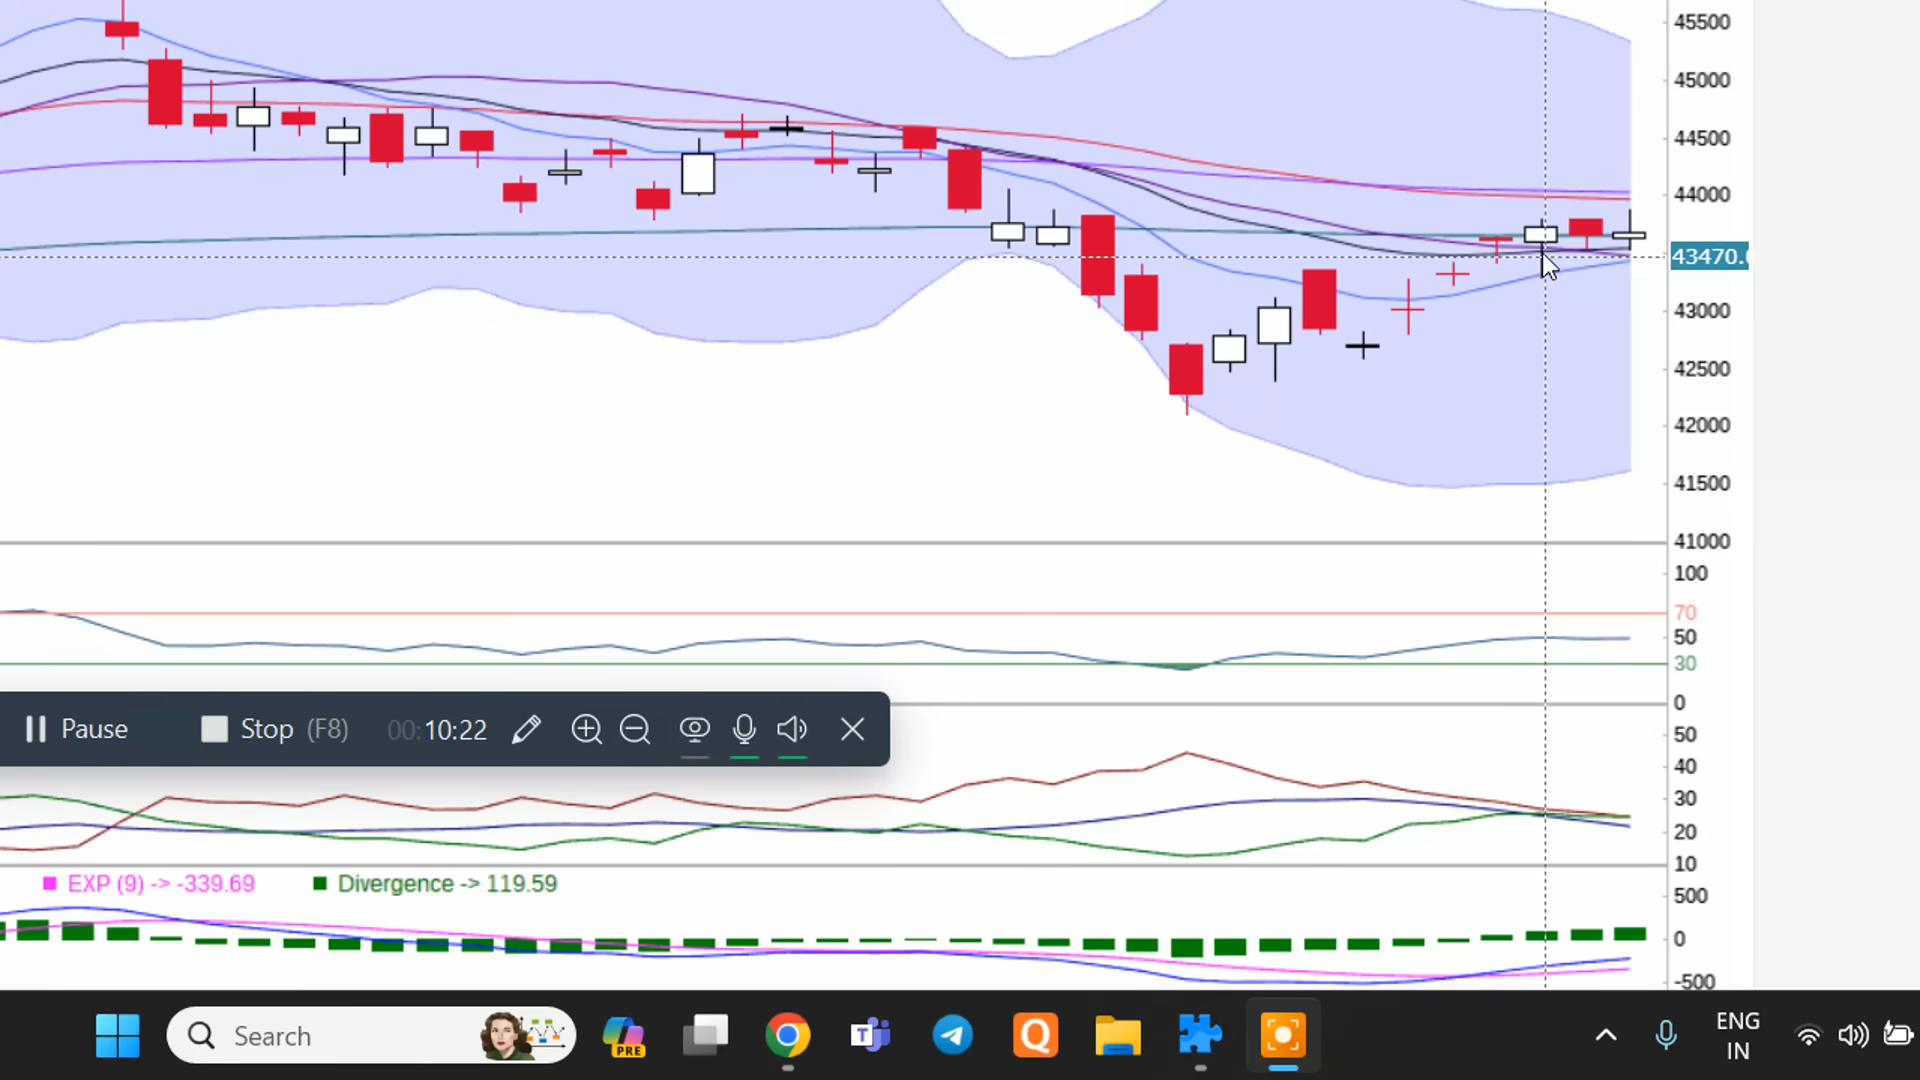 45500
45000
44500
44000
43470.
43000
42500
42000
41500
41000
100
70
50
30
0
Pause Stop (F8) 00:10:22
50
40
30
20
10
EXP (9) -> -339.69 Divergence -> 119.59
500
0
-500
Search
PRE
T
Q
ENG
IN